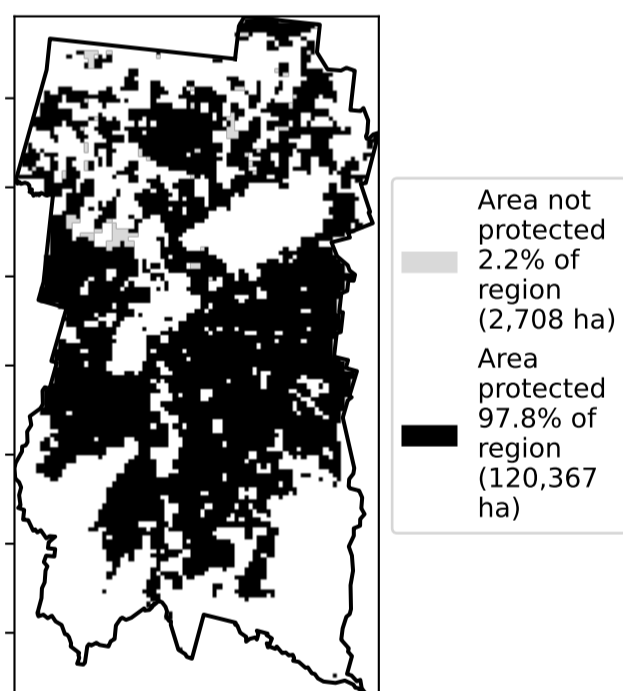 Area not
protected
2.2% of
region
(2,708 ha)
Area
protected
97.8% of
region
(120,367
ha)